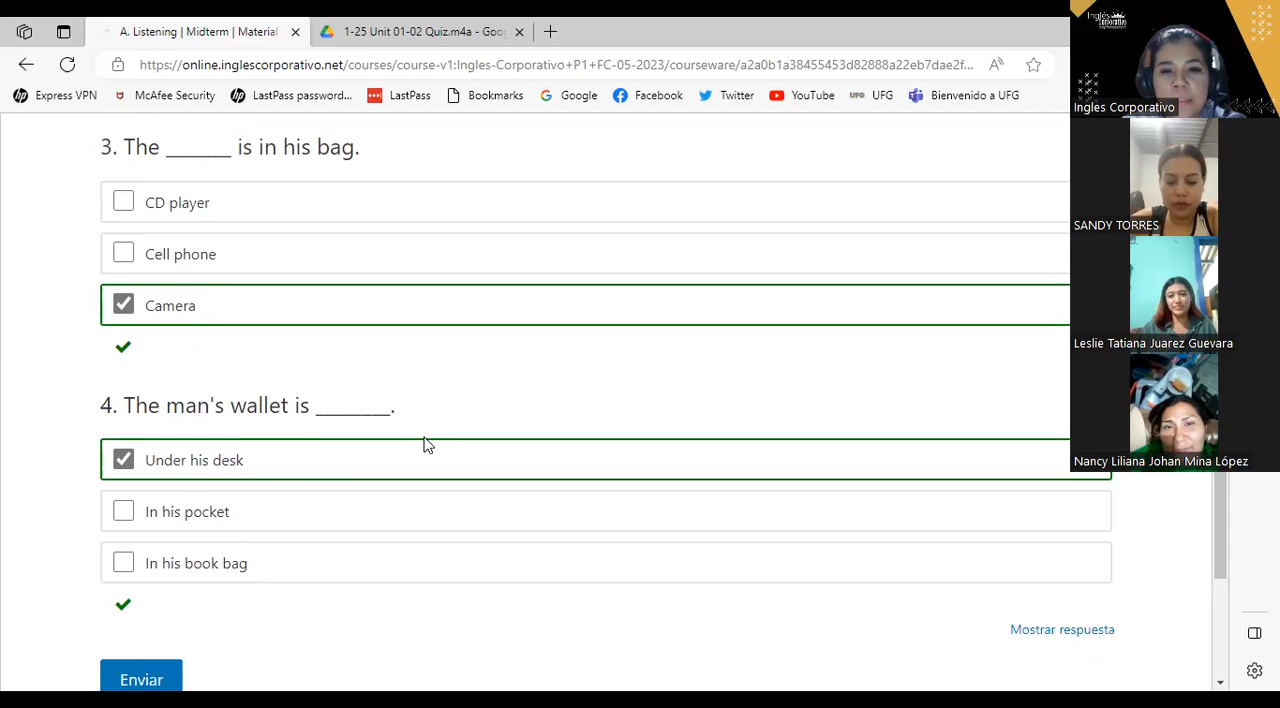 A. Listening | Midterm | Material
1-25 Unit 01-02 Quiz.m4a - Goo
https://online.inglescorporativo.net/courses/course-v1:Ingles-Corporativo+P1+FC-05-2023/courseware/a2a0b1a38455453d82888a22eb7dae2f...
Express VPN
McAfee Security
LastPass password...
LastPass
Bookmarks
Google
Facebook
Twitter
YouTube
UFG
Bienvenido a UFG
3. The _______ is in his bag.
CD player
Cell phone
Camera
4. The man's wallet is ________.
Under his desk
In his pocket
In his book bag
Mostrar respuesta
Enviar
Inglés
Corporativo
Ingles Corporativo
SANDY TORRES
Leslie Tatiana Juarez Guevara
Nancy Liliana Johan Mina López